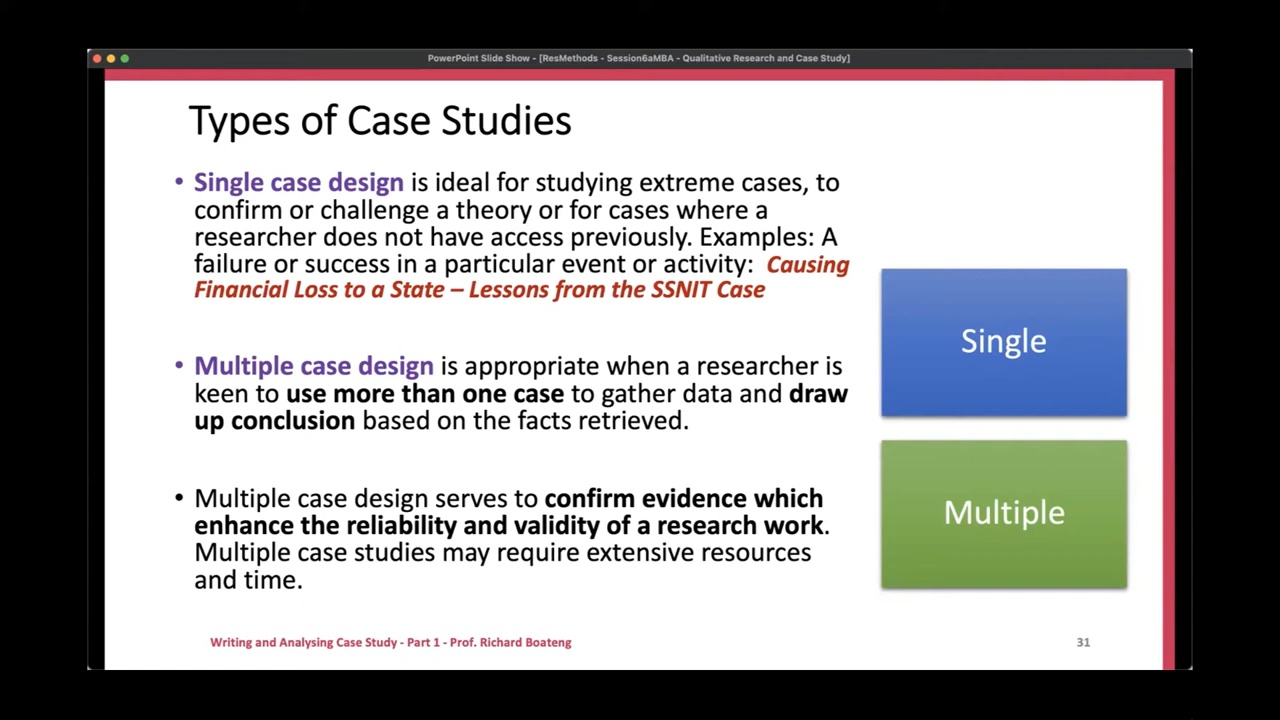 PowerPoint Slide Show - [ResMethods - Session6aMBA - Qualitative Research and Case Study]
Types of Case Studies
• Single case design is ideal for studying extreme cases, to
confirm or challenge a theory or for cases where a
researcher does not have access previously. Examples: A
failure or success in a particular event or activity: Causing
Financial Loss to a State – Lessons from the SSNIT Case
• Multiple case design is appropriate when a researcher is
keen to use more than one case to gather data and draw
up conclusion based on the facts retrieved.
• Multiple case design serves to confirm evidence which
enhance the reliability and validity of a research work.
Multiple case studies may require extensive resources
and time.
Single
Multiple
Writing and Analysing Case Study - Part 1 - Prof. Richard Boateng
31